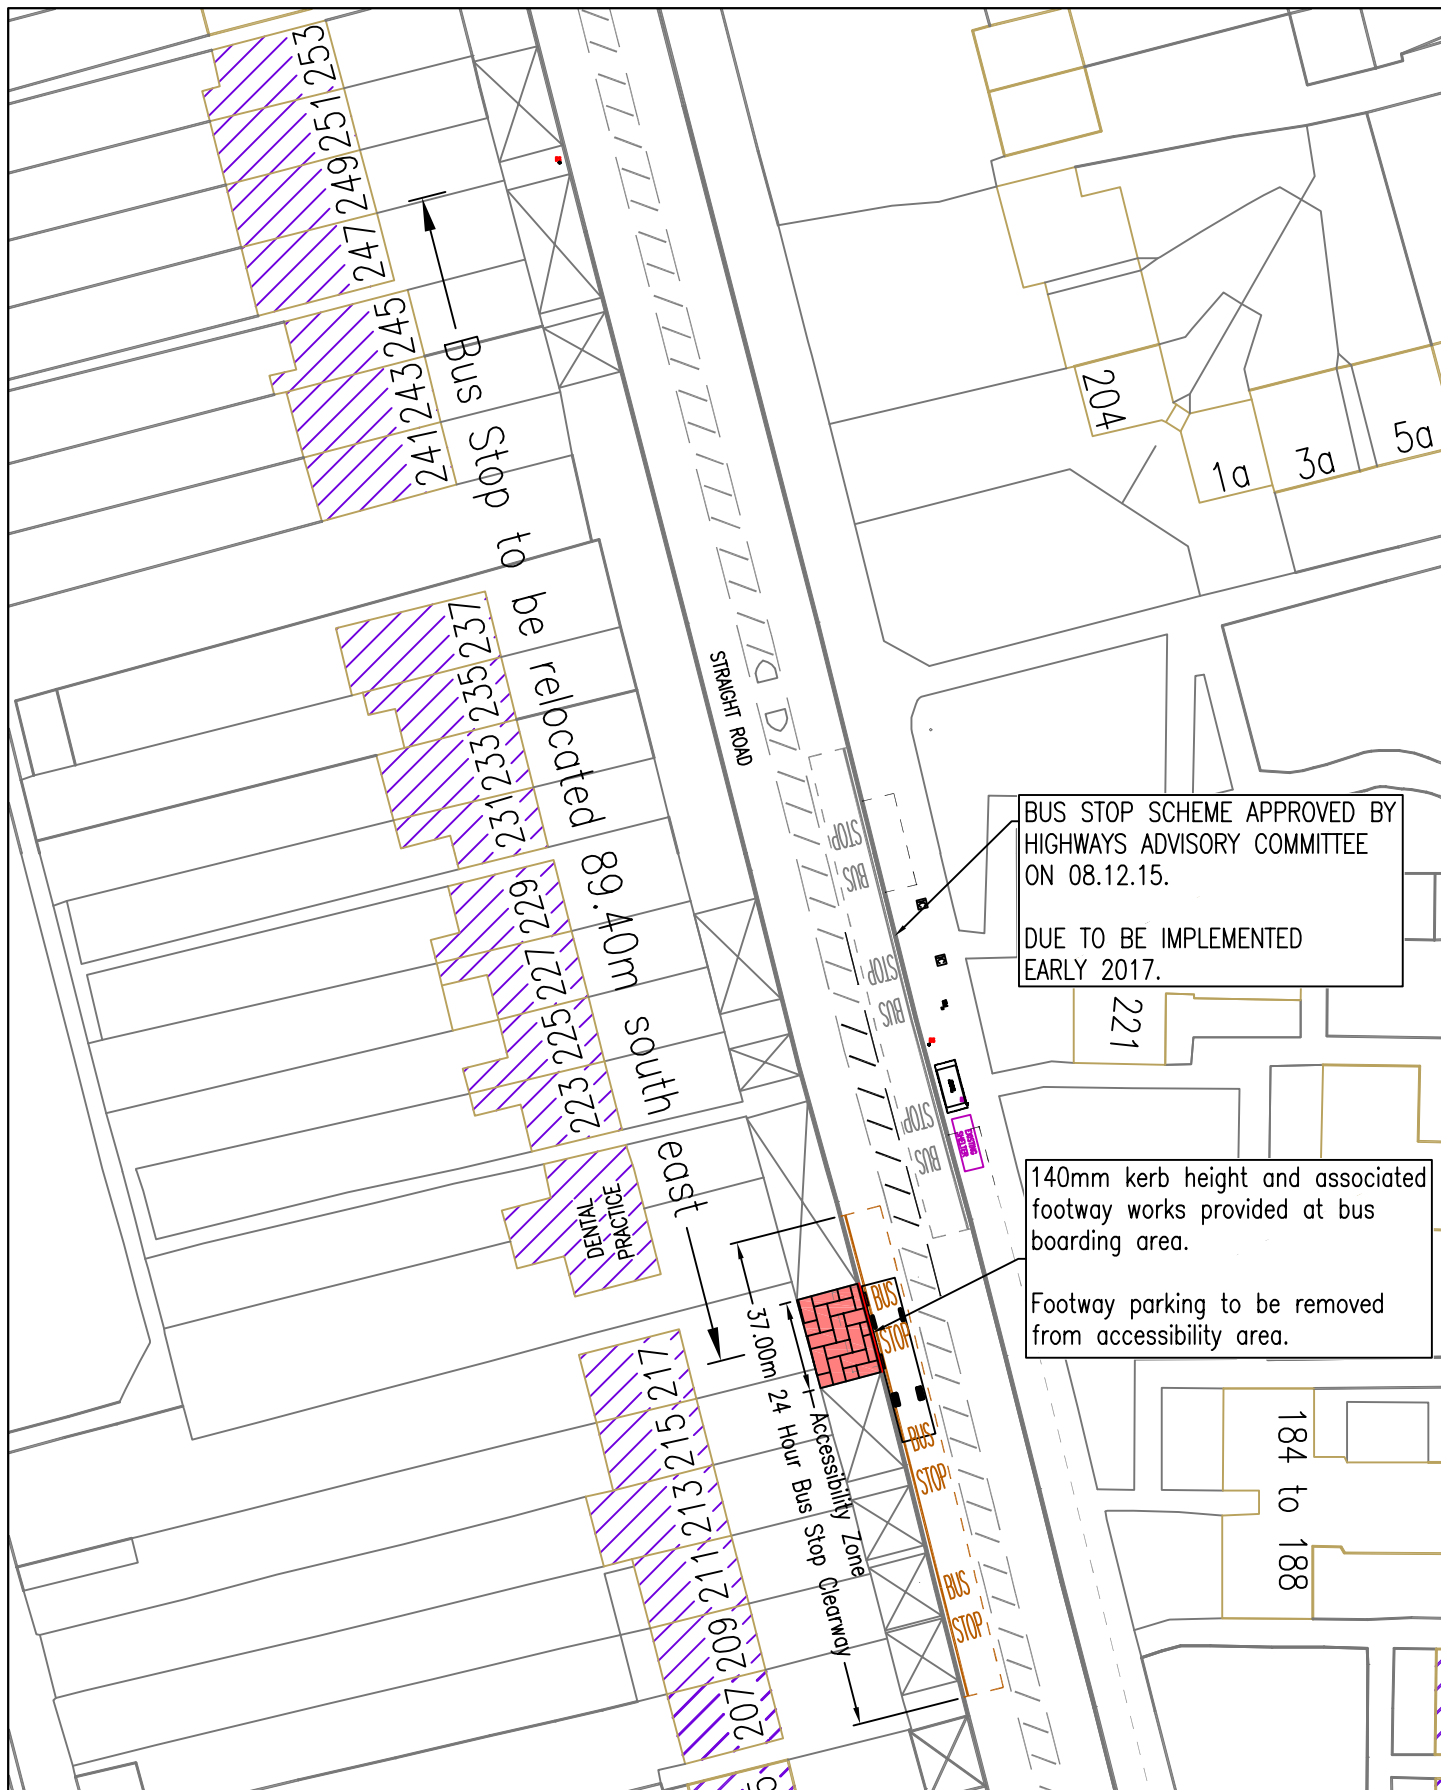 253
251
249
247
245
243
241
Bus Stop to be relocated 89.40m south east
237
235
233
231
229
227
225
223
DENTAL
PRACTICE
217
215
213
211
209
207
STRAIGHT ROAD
204
1a
3a
5a
BUS STOP SCHEME APPROVED BY
HIGHWAYS ADVISORY COMMITTEE
ON 08.12.15.
DUE TO BE IMPLEMENTED
EARLY 2017.
221
BUS STOP
BUS STOP
BUS STOP
EXISTING
SHELTER
140mm kerb height and associated
footway works provided at bus
boarding area.
Footway parking to be removed
from accessibility area.
BUS STOP
BUS STOP
BUS STOP
Accessibility Zone
37.00m 24 Hour Bus Stop Clearway
184 to 188